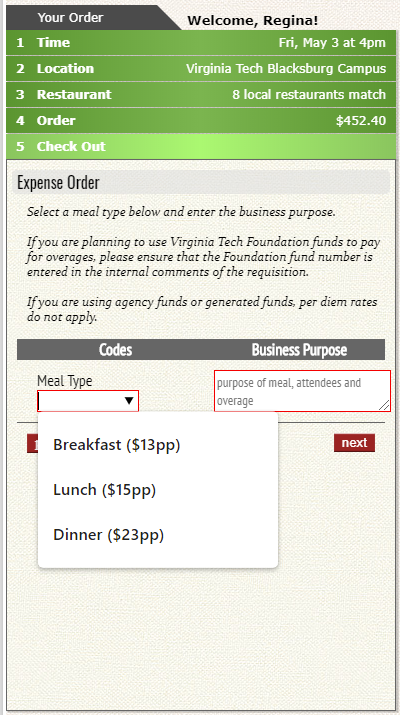 Your Order
Welcome, Regina!
1 Time Fri, May 3 at 4pm
2 Location Virginia Tech Blacksburg Campus
3 Restaurant 8 local restaurants match
4 Order $452.40
5 Check Out
Expense Order
Select a meal type below and enter the business purpose.
If you are planning to use Virginia Tech Foundation funds to pay
for overages, please ensure that the Foundation fund number is
entered in the internal comments of the requisition.
If you are using agency funds or generated funds, per diem rates
do not apply.
Codes Business Purpose
Meal Type
purpose of meal, attendees and
overage
Breakfast ($13pp)
Lunch ($15pp)
Dinner ($23pp)
next